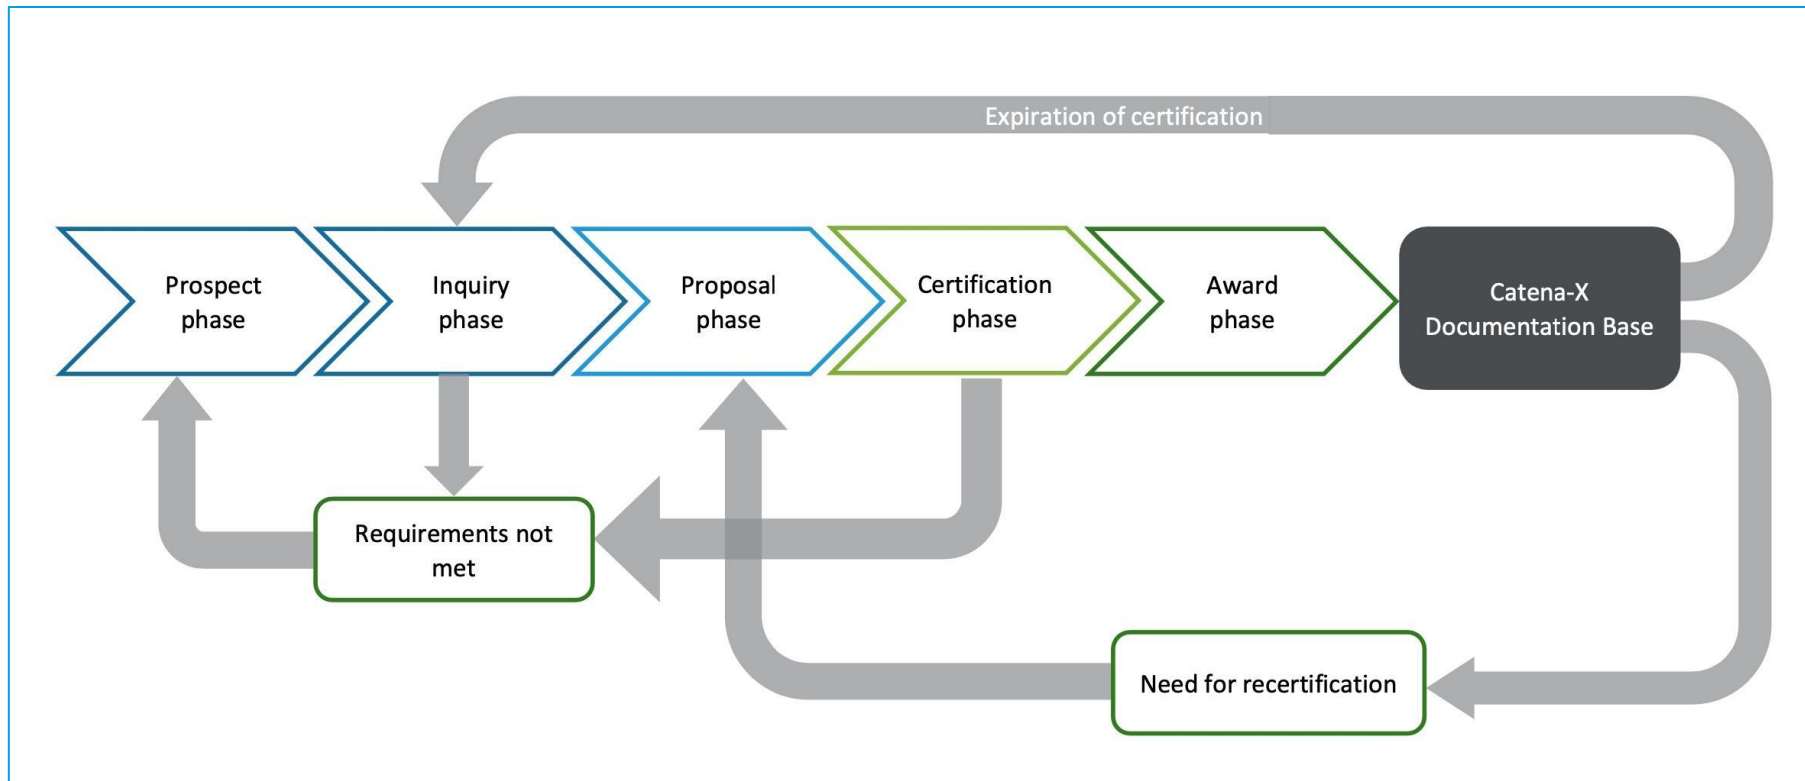 Expiration of certification
Prospect
phase
Inquiry
phase
Proposal
phase
Certification
phase
Award
phase
Catena-X
Documentation Base
Requirements not
met
Need for recertification